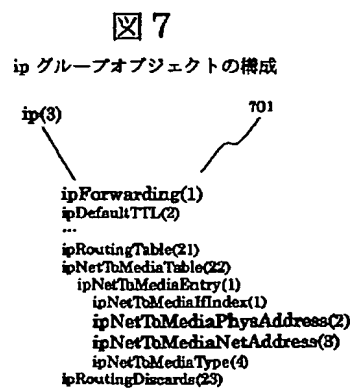 図7
ip グループオブジェクトの構成
ip(3)
701
ipForwarding(1)
ipDefaultTTL(2)
...
ipRoutingTable(21)
ipNetToMediaTable(22)
ipNetToMediaEntry(1)
ipNetToMediaIfIndex(1)
ipNetToMediaPhysAddress(2)
ipNetToMediaNetAddress(3)
ipNetToMediaType(4)
ipRoutingDiscards(23)